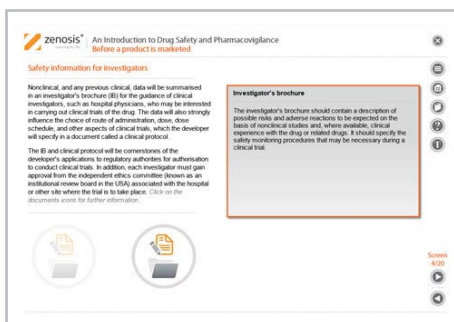 zenosis
An Introduction to Drug Safety and Pharmacovigilance
Before a product is marketed
Safety information for investigators
Nonclinical, and any previous clinical, data will be summarised
in an investigator's brochure (IB) for the guidance of clinical
investigators, such as hospital physicians, who may be interested
in carrying out clinical trials of the drug. The data will also strongly
influence the choice of route of administration, dose, dose
schedule, and other aspects of clinical trials, which the developer
will specify in a document called a clinical protocol.
The IB and clinical protocol will be cornerstones of the
developer's applications to regulatory authorities for authorisation
to conduct clinical trials. In addition, each investigator must gain
approval from the independent ethics committee (known as an
institutional review board in the USA) associated with the hospital
or other site where the trial is to take place. Click on the
documents icons for further information.
Investigator's brochure
The investigator's brochure should contain a description of
possible risks and adverse reactions to be expected on the
basis of nonclinical studies and, where available, clinical
experience with the drug or related drugs. It should specify the
safety monitoring procedures that may be necessary during a
clinical trial.
Screen
4/20